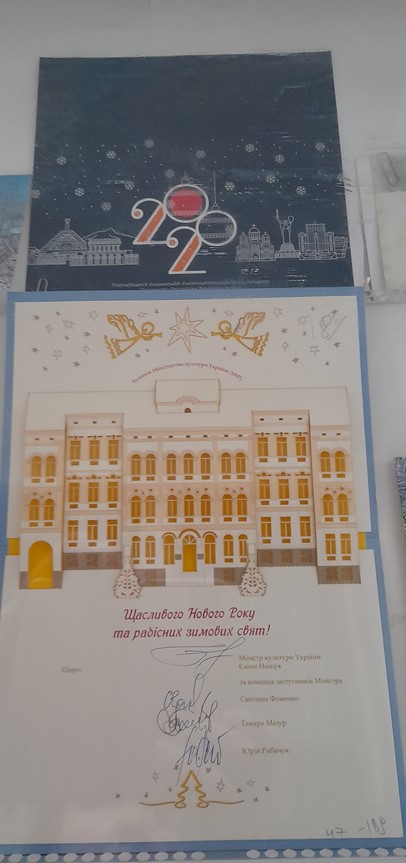 2020
Будинок Міністерства культури України
Щасливого Нового Року
та радісних зимових свят!
Щиро,
Міністр культури України
Євген Нищук
та команда заступників Міністра
Світлана Фоменко
Тамара Мазур
Юрій Рибачук